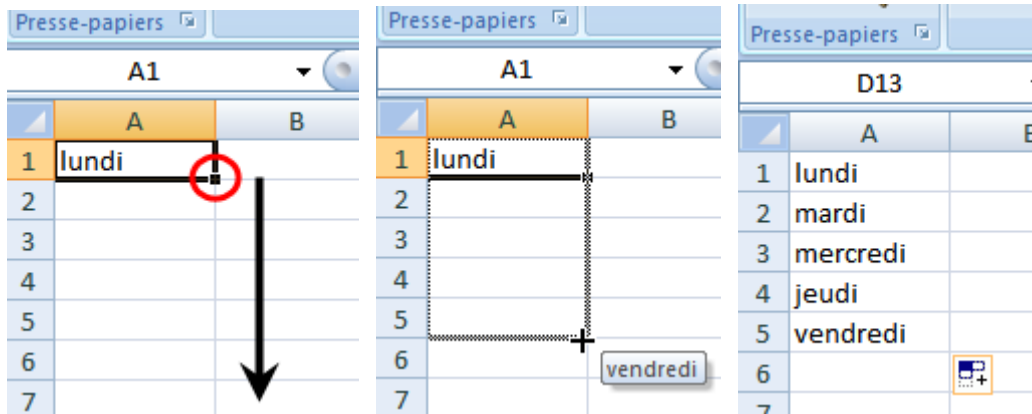 Presse-papiers
A1
A B
1 lundi
2
3
4
5
6
7
Presse-papiers
A1
A B
1 lundi
2
3
4
5
6
7
vendredi
Presse-papiers
D13
A
1 lundi
2 mardi
3 mercredi
4 jeudi
5 vendredi
6